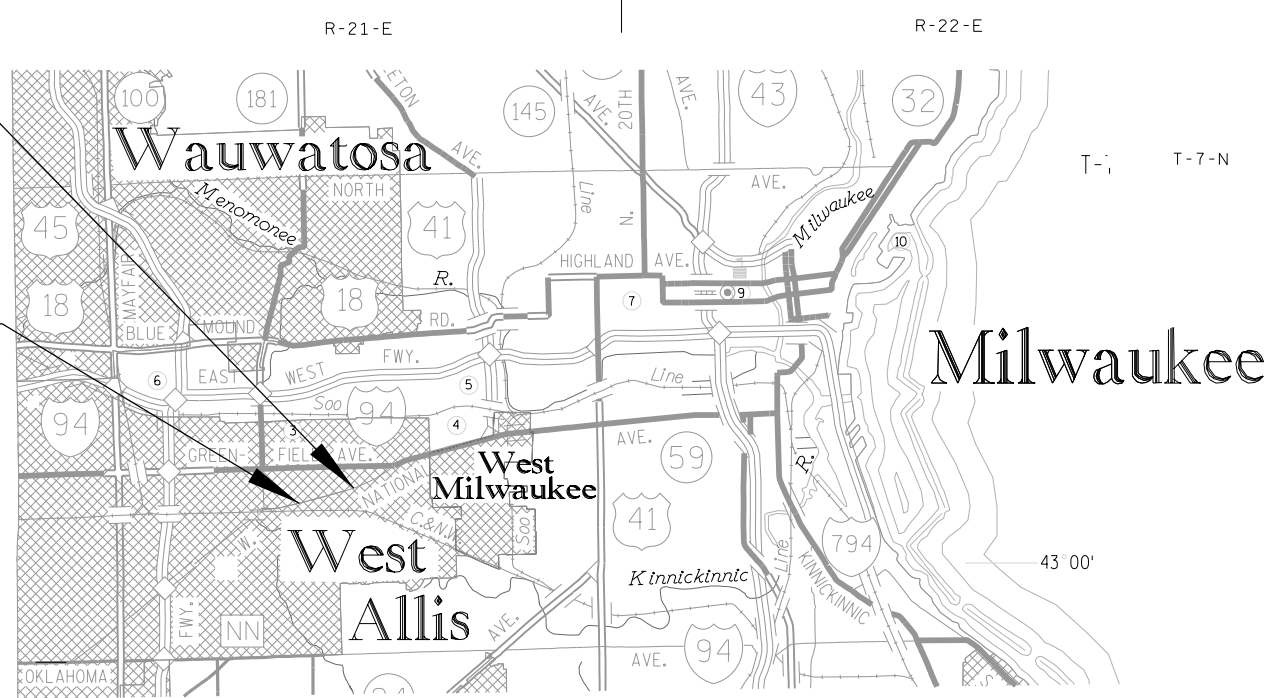 R-21-E
R-22-E
100
181
ETON
145
AVE.
20TH
AVE.
43
32
Wauwatosa
AVE.
NORTH
AVE.
T-7-N
Menomonee
Line
Milwaukee
45
41
N.
10
R.
HIGHLAND AVE.
MAYFAIR
18
18
7
9
BLUE MOUND RD.
Milwaukee
FWY.
6
EAST WEST
5
Line
94
Soo
94
4
3
AVE.
GREEN- FIELD AVE.
59
R.
West
Milwaukee
NATIONAL
41
C.&N.W.
Soo
794
W.
West
Allis
Line
43°00'
Kinnickinnic
KINNICKINNIC
FWY.
NN
AVE.
94
AVE.
OKLAHOMA
S.